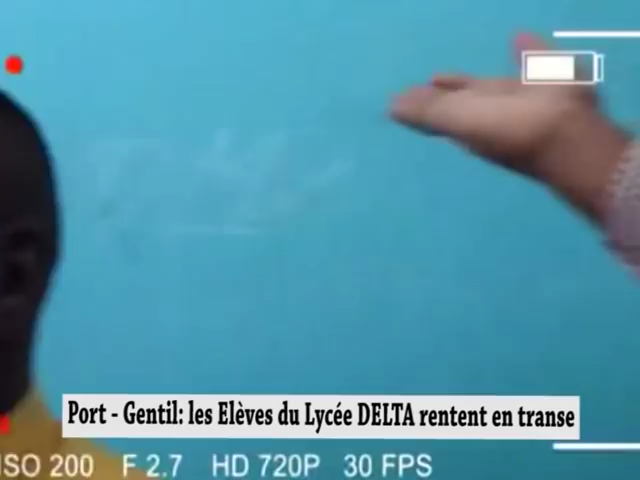 Port - Gentil: les Elèves du Lycée DELTA rentent en transe
ISO 200 F 2.7 HD 720P 30 FPS